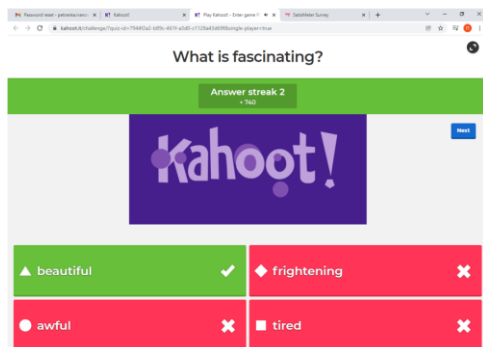 Kahoot!
Play Kahoot! - Enter game
SatisMeter Survey
What is fascinating?
Answer streak 2
+ 740
Kahoot!
Next
beautiful
frightening
awful
tired